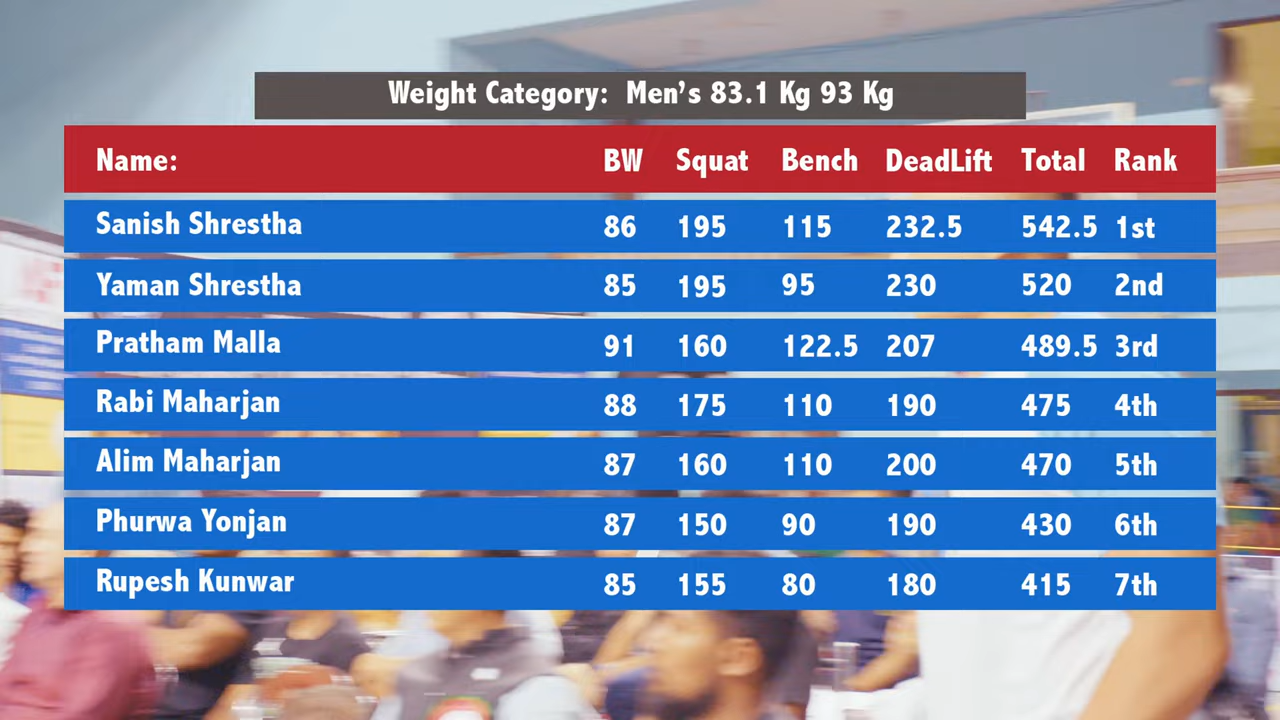 Weight Category: Men's 83.1 Kg 93 Kg
Name: BW Squat Bench DeadLift Total Rank
Sanish Shrestha 86 195 115 232.5 542.5 1st
Yaman Shrestha 85 195 95 230 520 2nd
Pratham Malla 91 160 122.5 207 489.5 3rd
Rabi Maharjan 88 175 110 190 475 4th
Alim Maharjan 87 160 110 200 470 5th
Phurwa Yonjan 87 150 90 190 430 6th
Rupesh Kunwar 85 155 80 180 415 7th